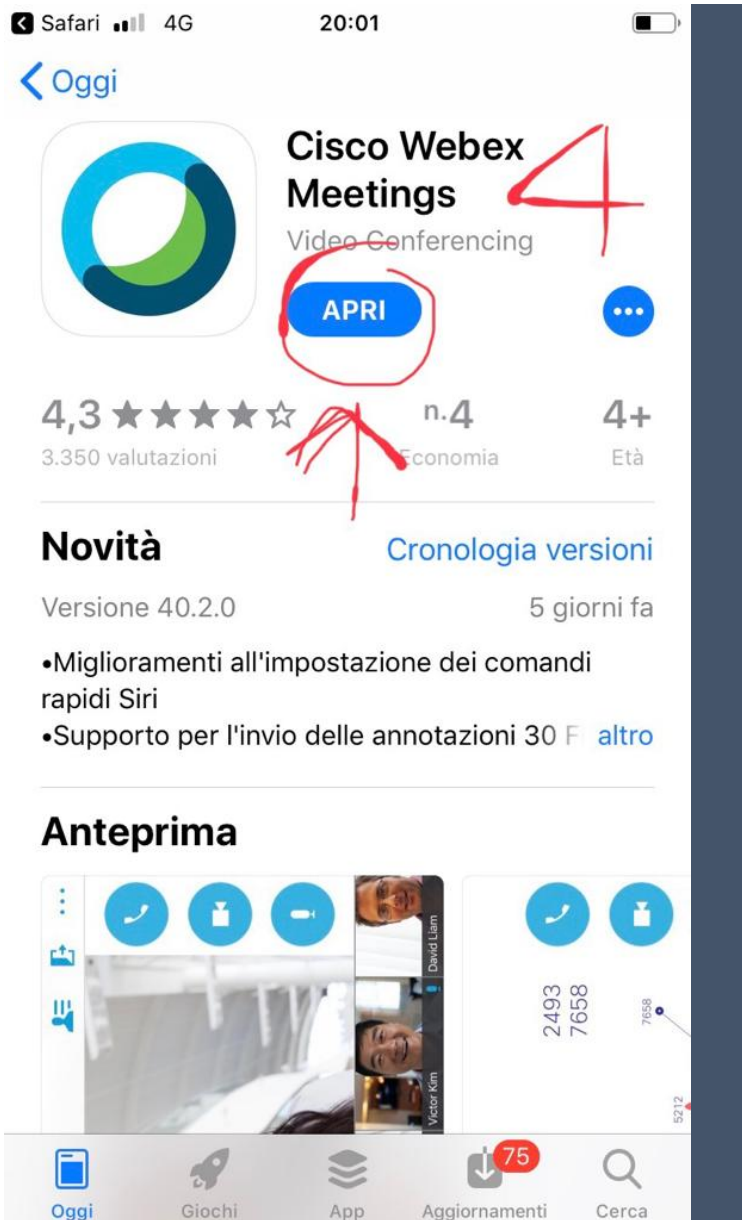 Safari 4G 20:01
Oggi
Cisco Webex
Meetings
4
Video Conferencing
APRI
4,3 n.4 4+
3.350 valutazioni Economia Età
Novità Cronologia versioni
Versione 40.2.0 5 giorni fa
•Miglioramenti all'impostazione dei comandi
rapidi Siri
•Supporto per l'invio delle annotazioni 30 F altro
Anteprima
David Liam
Victor Kim
2493
7658
7658
5212
75
Oggi Giochi App Aggiornamenti Cerca